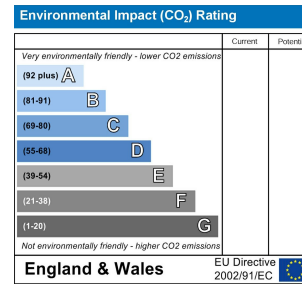 Environmental Impact (CO₂) Rating
Current Potenti
Very environmentally friendly - lower CO2 emissions
(92 plus) A
(81-91) B
(69-80) C
(55-68) D
(39-54) E
(21-38) F
(1-20) G
Not environmentally friendly - higher CO2 emissions
England & Wales
EU Directive
2002/91/EC